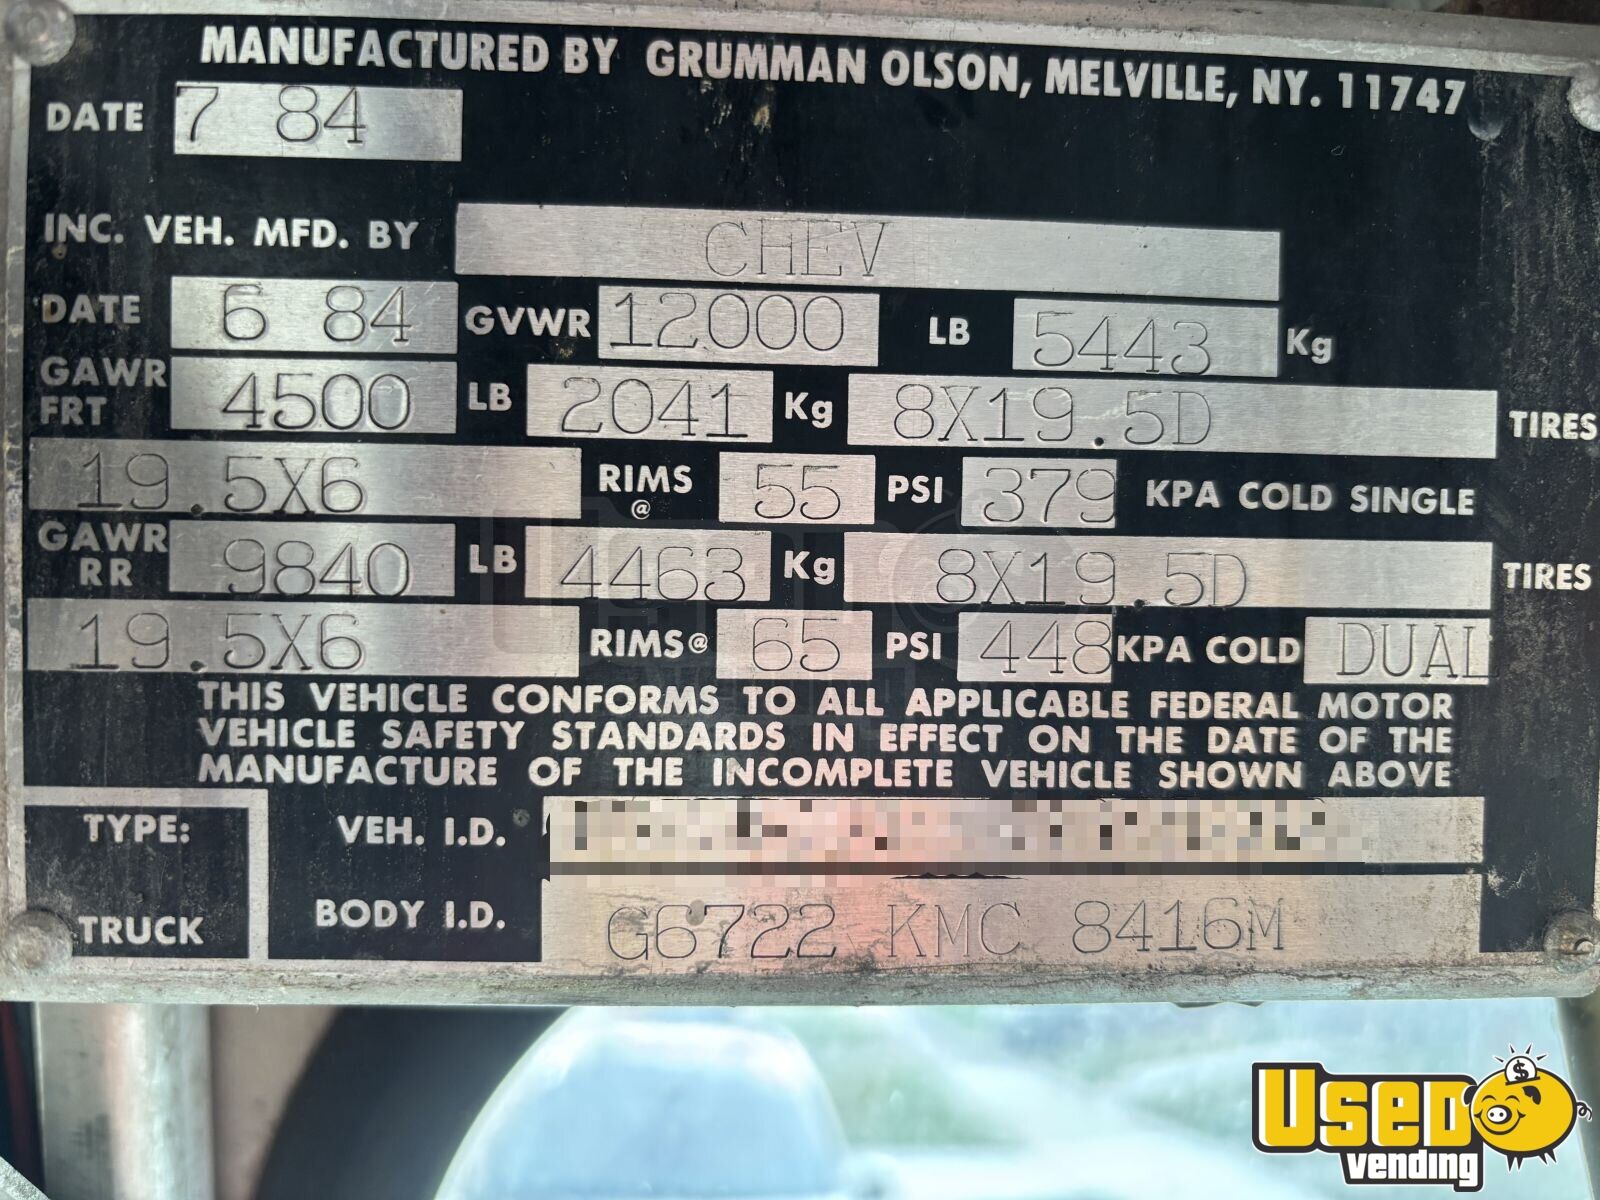 MANUFACTURED BY GRUMMAN OLSON, MELVILLE, NY. 11747
DATE 7 84
INC. VEH. MFD. BY CHEV
DATE 6 84 GVWR 12000 LB 5443 Kg
GAWR FRT 4500 LB 2041 Kg 8X19.5D TIRES
19.5X6 RIMS @ 55 PSI 379 KPA COLD SINGLE
GAWR RR 9840 LB 4463 Kg 8X19.5D TIRES
19.5X6 RIMS@ 65 PSI 448 KPA COLD DUAL
THIS VEHICLE CONFORMS TO ALL APPLICABLE FEDERAL MOTOR
VEHICLE SAFETY STANDARDS IN EFFECT ON THE DATE OF THE
MANUFACTURE OF THE INCOMPLETE VEHICLE SHOWN ABOVE
TYPE: VEH. I.D.
TRUCK BODY I.D. G6722 KMC 8416M
USED
vending